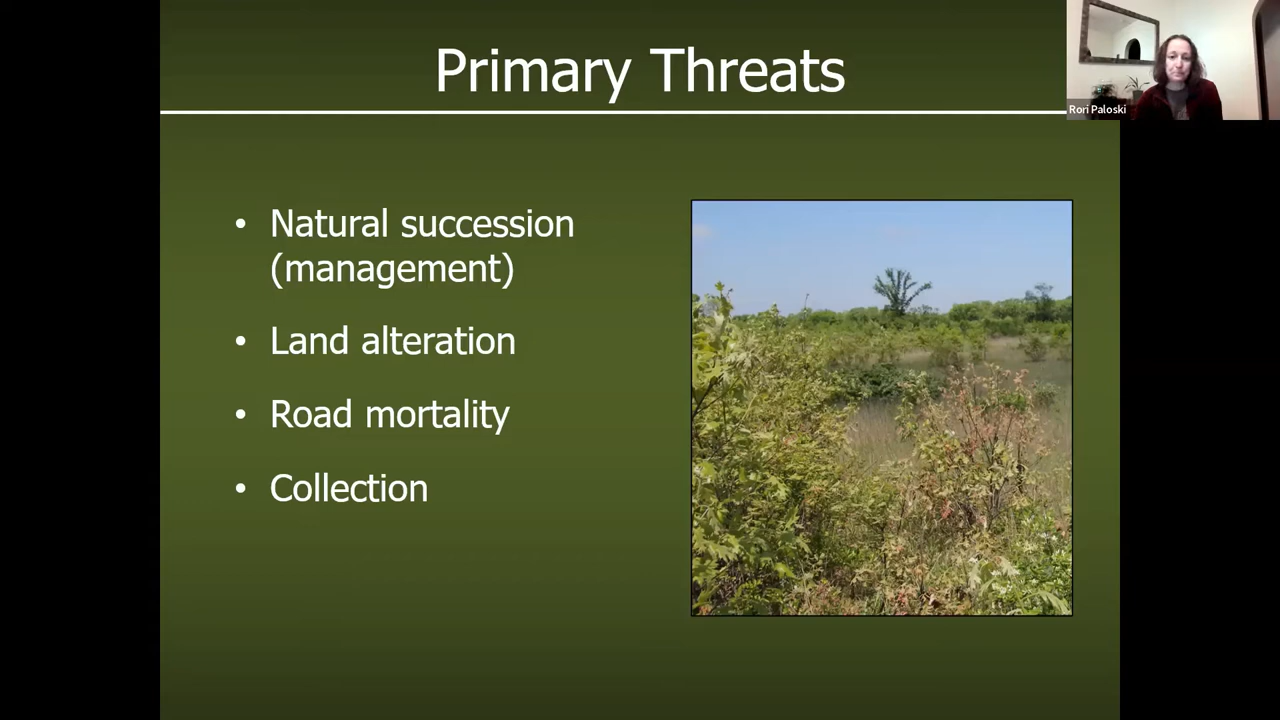 Primary Threats
Rori Paloski
• Natural succession
(management)
• Land alteration
• Road mortality
• Collection